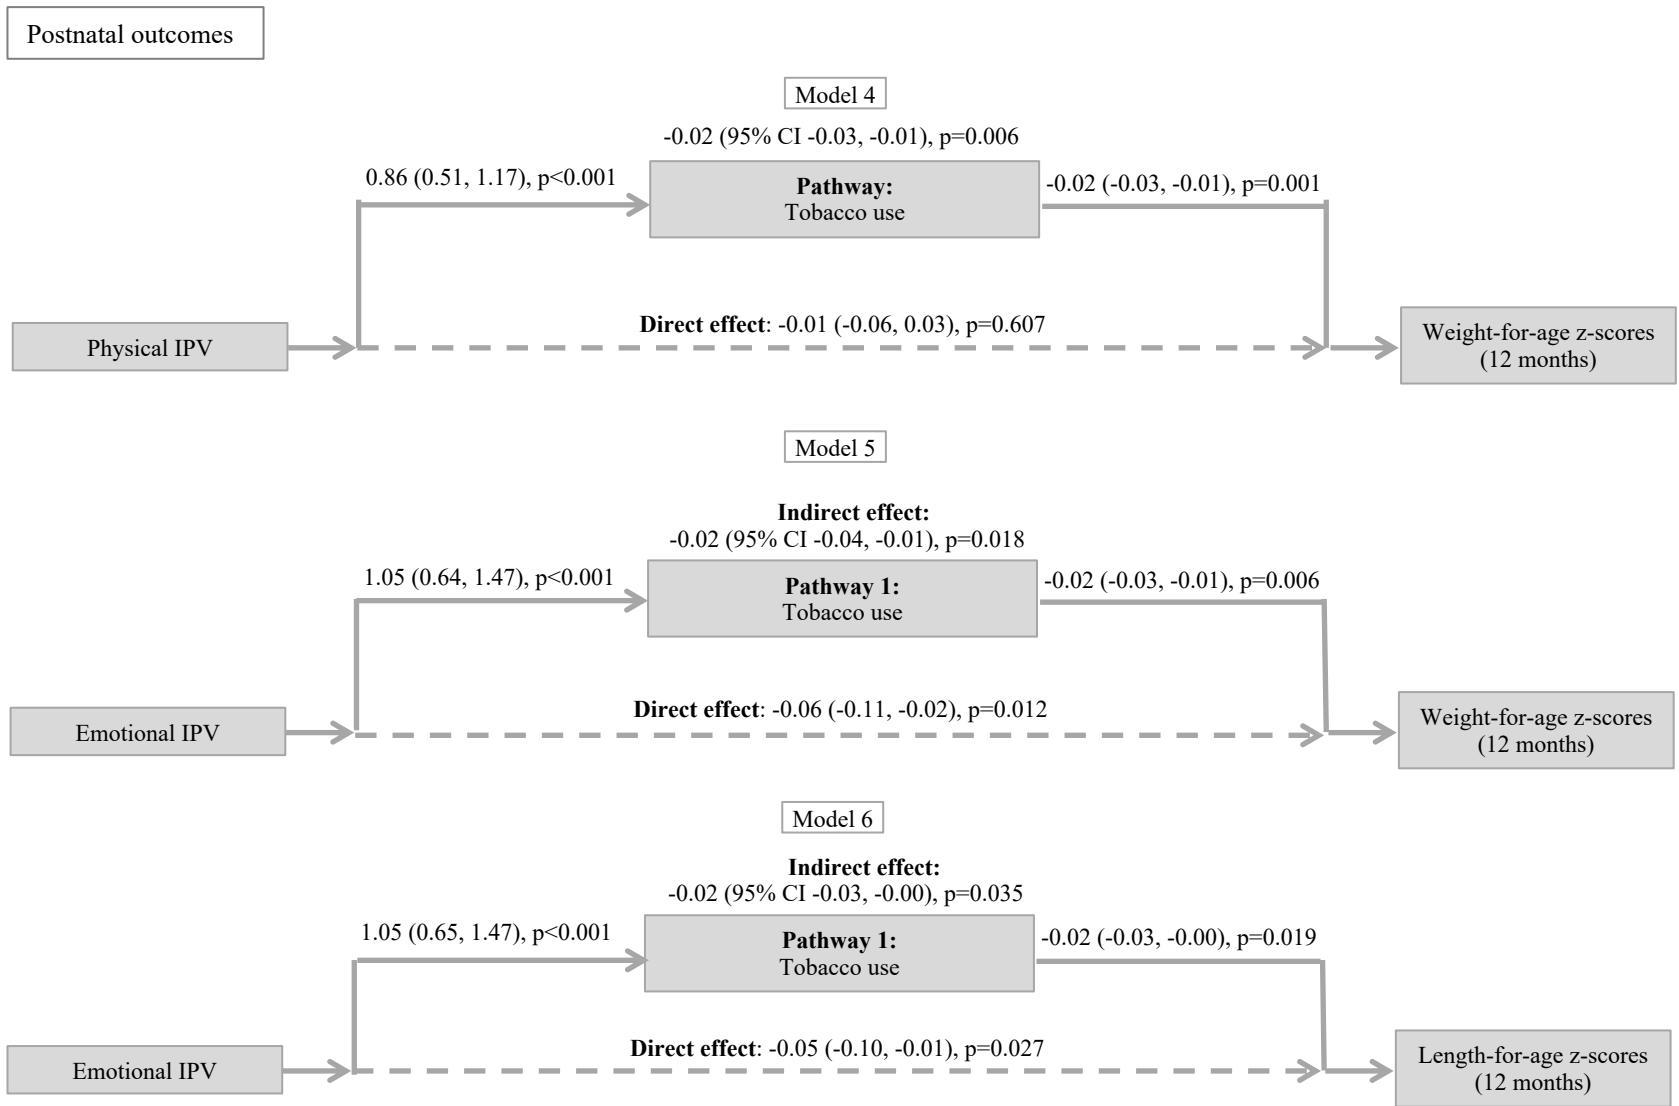 Postnatal outcomes
Model 4
-0.02 (95% CI -0.03, -0.01), p=0.006
0.86 (0.51, 1.17), p<0.001
Pathway:
Tobacco use
-0.02 (-0.03, -0.01), p=0.001
Direct effect: -0.01 (-0.06, 0.03), p=0.607
Physical IPV
Weight-for-age z-scores
(12 months)
Model 5
Indirect effect:
-0.02 (95% CI -0.04, -0.01), p=0.018
1.05 (0.64, 1.47), p<0.001
Pathway 1:
Tobacco use
-0.02 (-0.03, -0.01), p=0.006
Direct effect: -0.06 (-0.11, -0.02), p=0.012
Emotional IPV
Weight-for-age z-scores
(12 months)
Model 6
Indirect effect:
-0.02 (95% CI -0.03, -0.00), p=0.035
1.05 (0.65, 1.47), p<0.001
Pathway 1:
Tobacco use
-0.02 (-0.03, -0.00), p=0.019
Direct effect: -0.05 (-0.10, -0.01), p=0.027
Emotional IPV
Length-for-age z-scores
(12 months)